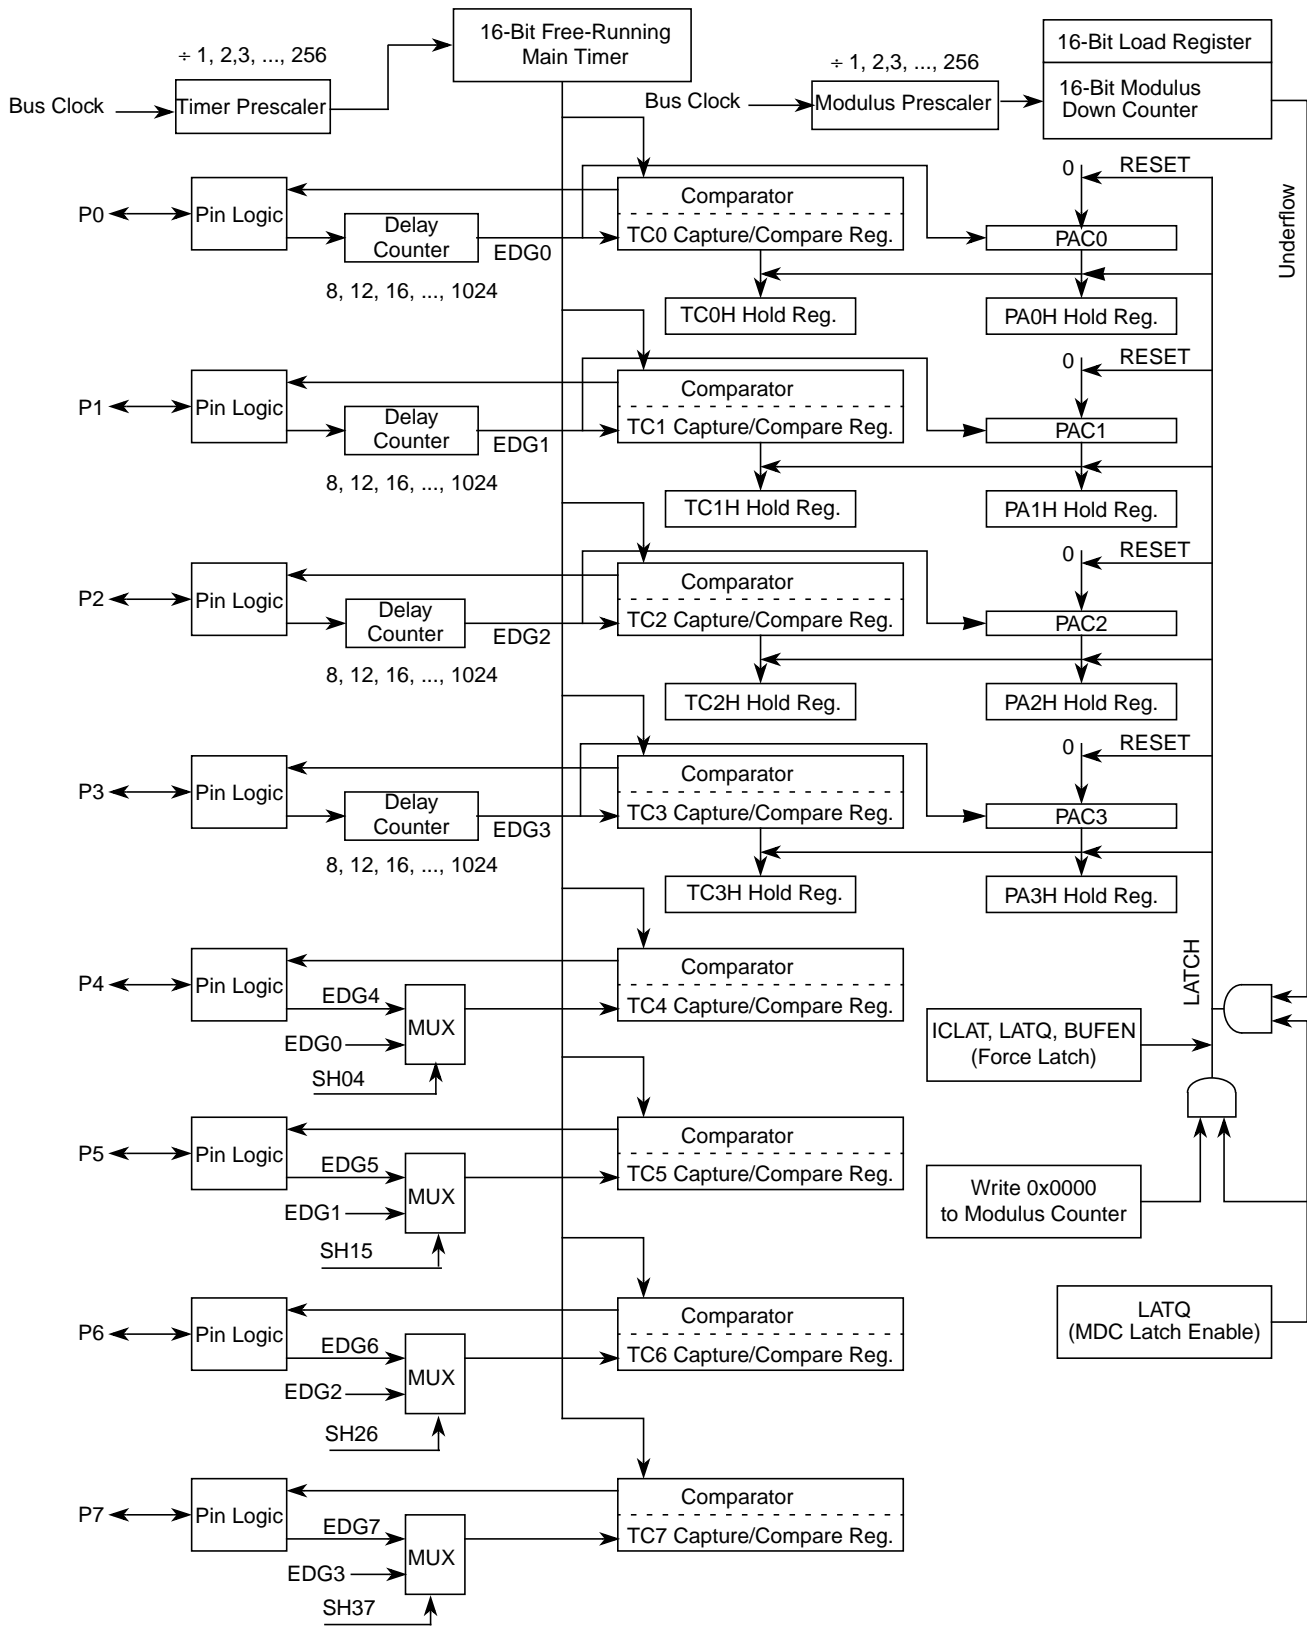 16-Bit Free-Running
Main Timer
16-Bit Load Register
16-Bit Modulus
Down Counter
÷ 1, 2,3, ..., 256
Bus Clock
Timer Prescaler
÷ 1, 2,3, ..., 256
Bus Clock
Modulus Prescaler
Underflow
P0
Pin Logic
Delay
Counter
8, 12, 16, ..., 1024
EDG0
Comparator
TC0 Capture/Compare Reg.
TC0H Hold Reg.
0
RESET
PAC0
PA0H Hold Reg.
P1
Pin Logic
Delay
Counter
8, 12, 16, ..., 1024
EDG1
Comparator
TC1 Capture/Compare Reg.
TC1H Hold Reg.
0
RESET
PAC1
PA1H Hold Reg.
P2
Pin Logic
Delay
Counter
8, 12, 16, ..., 1024
EDG2
Comparator
TC2 Capture/Compare Reg.
TC2H Hold Reg.
0
RESET
PAC2
PA2H Hold Reg.
P3
Pin Logic
Delay
Counter
8, 12, 16, ..., 1024
EDG3
Comparator
TC3 Capture/Compare Reg.
TC3H Hold Reg.
0
RESET
PAC3
PA3H Hold Reg.
LATCH
P4
Pin Logic
EDG4
EDG0
MUX
SH04
Comparator
TC4 Capture/Compare Reg.
ICLAT, LATQ, BUFEN
(Force Latch)
P5
Pin Logic
EDG5
EDG1
MUX
SH15
Comparator
TC5 Capture/Compare Reg.
Write 0x0000
to Modulus Counter
P6
Pin Logic
EDG6
EDG2
MUX
SH26
Comparator
TC6 Capture/Compare Reg.
LATQ
(MDC Latch Enable)
P7
Pin Logic
EDG7
EDG3
MUX
SH37
Comparator
TC7 Capture/Compare Reg.